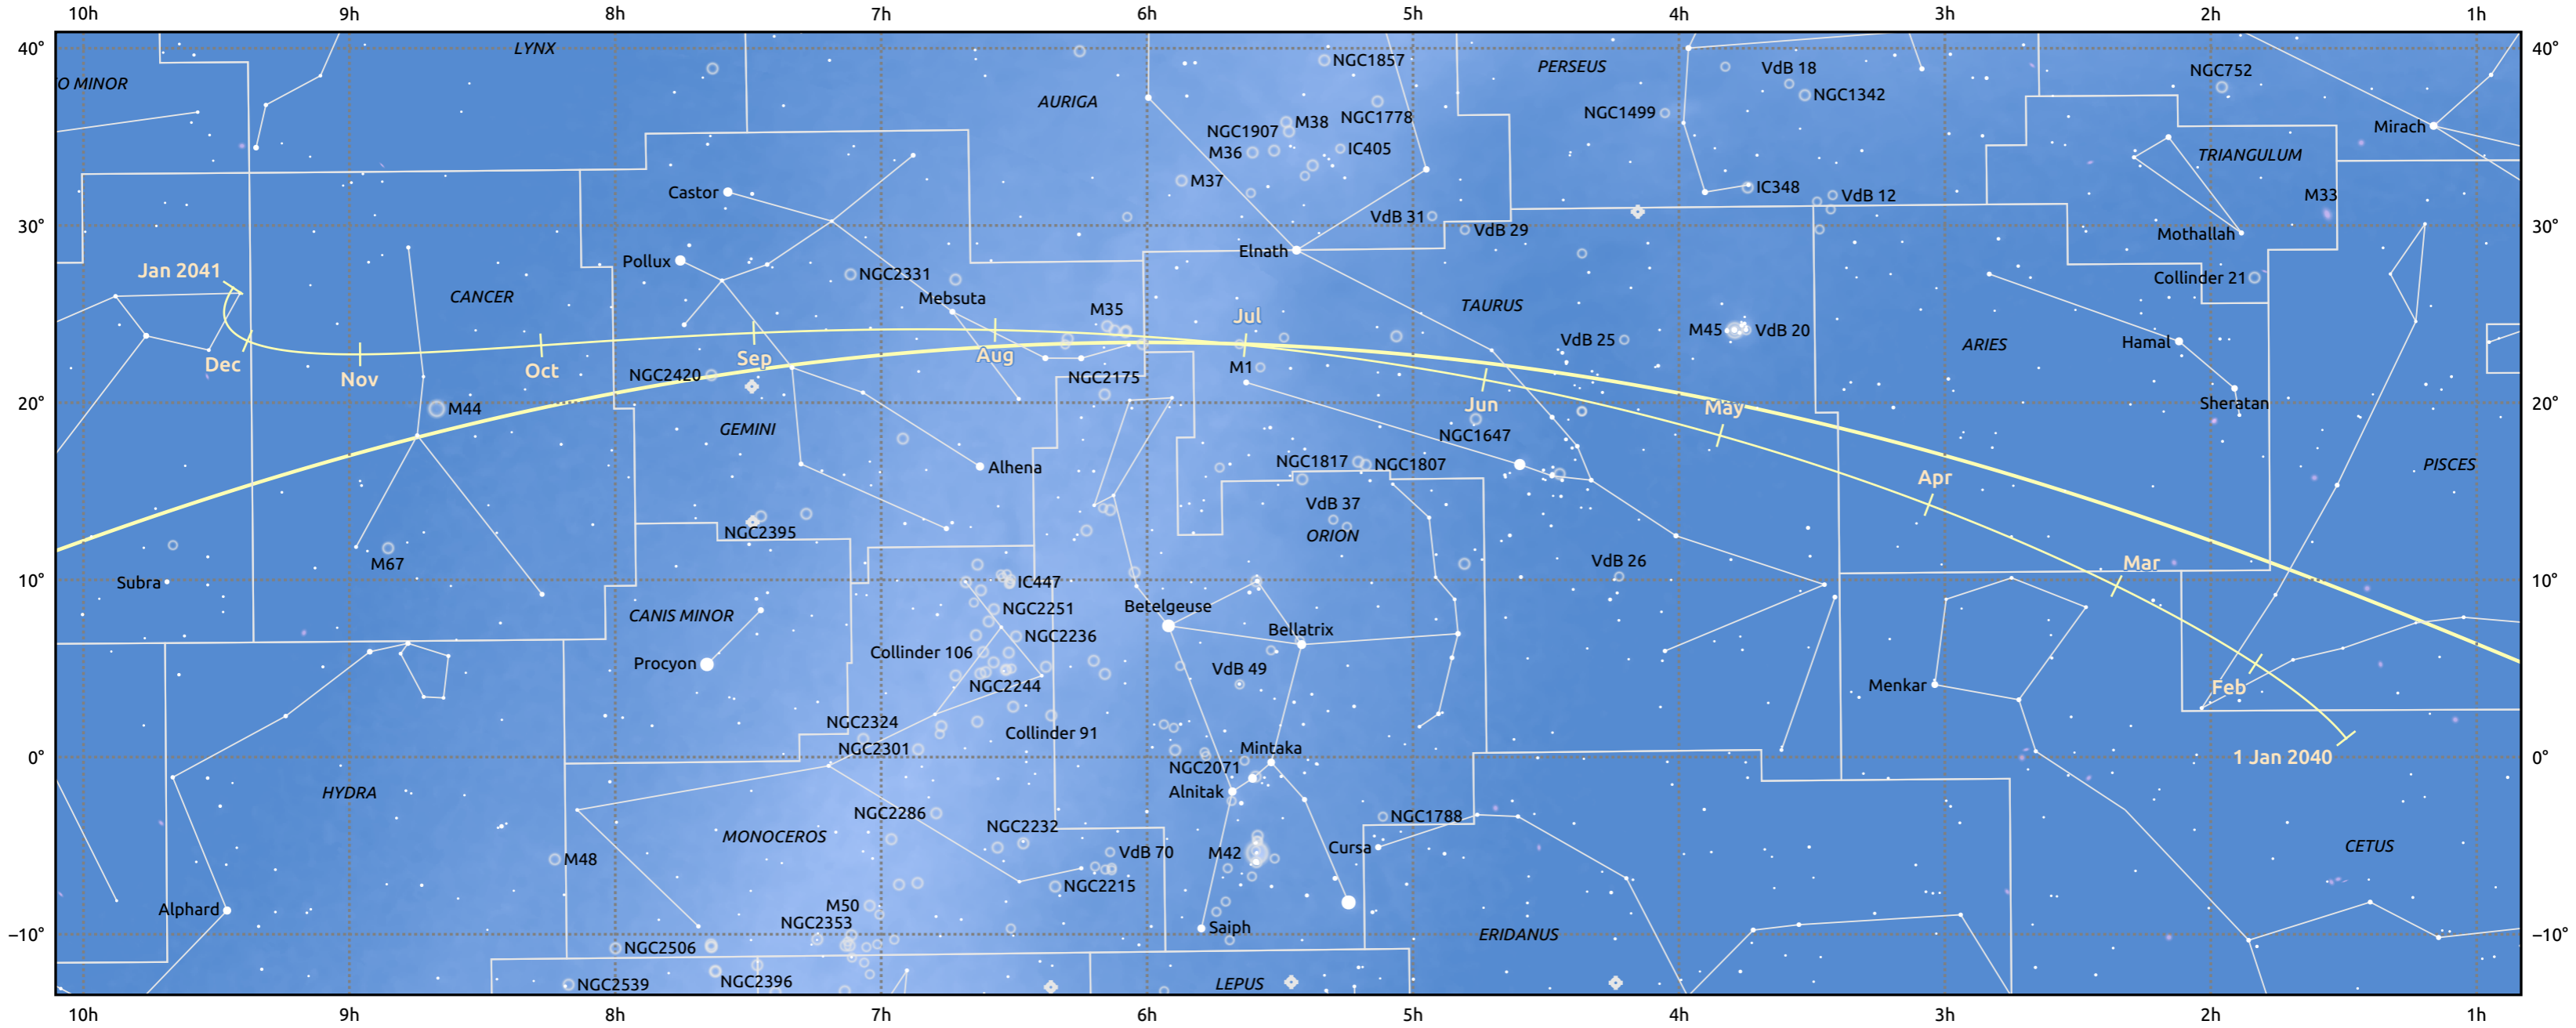 10h 9h 8h 7h 6h 5h 4h 3h 2h 1h
40° LYNX NGC1857 PERSEUS VdB 18 NGC752 40°
O MINOR AURIGA NGC1342
NGC1499
NGC1907 M38 NGC1778 Mirach
M36 IC405 TRIANGULUM
M37
Castor IC348 VdB 12 M33
30° VdB 31 VdB 29 30°
Mothallah
Pollux Elnath
Jan 2041 NGC2331 Collinder 21
CANCER Mebsuta TAURUS
M35 Jul
M45 VdB 20
VdB 25 ARIES Hamal
Dec Sep Aug
Nov Oct NGC2420 NGC2175 M1
20° M44 Jun May Sheratan 20°
GEMINI NGC1647
Alhena NGC1817 NGC1807 Apr PISCES
VdB 37
NGC2395 ORION
M67 VdB 26 Mar
10° Subra IC447 10°
CANIS MINOR NGC2251 Betelgeuse
NGC2236 Bellatrix
Procyon Collinder 106 VdB 49
NGC2244 Menkar Feb
NGC2324 Collinder 91
0° NGC2301 Mintaka 1 Jan 2040 0°
NGC2071
HYDRA Alnitak
NGC2286 NGC1788
MONOCEROS NGC2232
M48 VdB 70 M42 Cursa CETUS
NGC2215
Alphard M50
NGC2353 Saiph
−10° NGC2506 ERIDANUS −10°
NGC2539 NGC2396 LEPUS
10h 9h 8h 7h 6h 5h 4h 3h 2h 1h